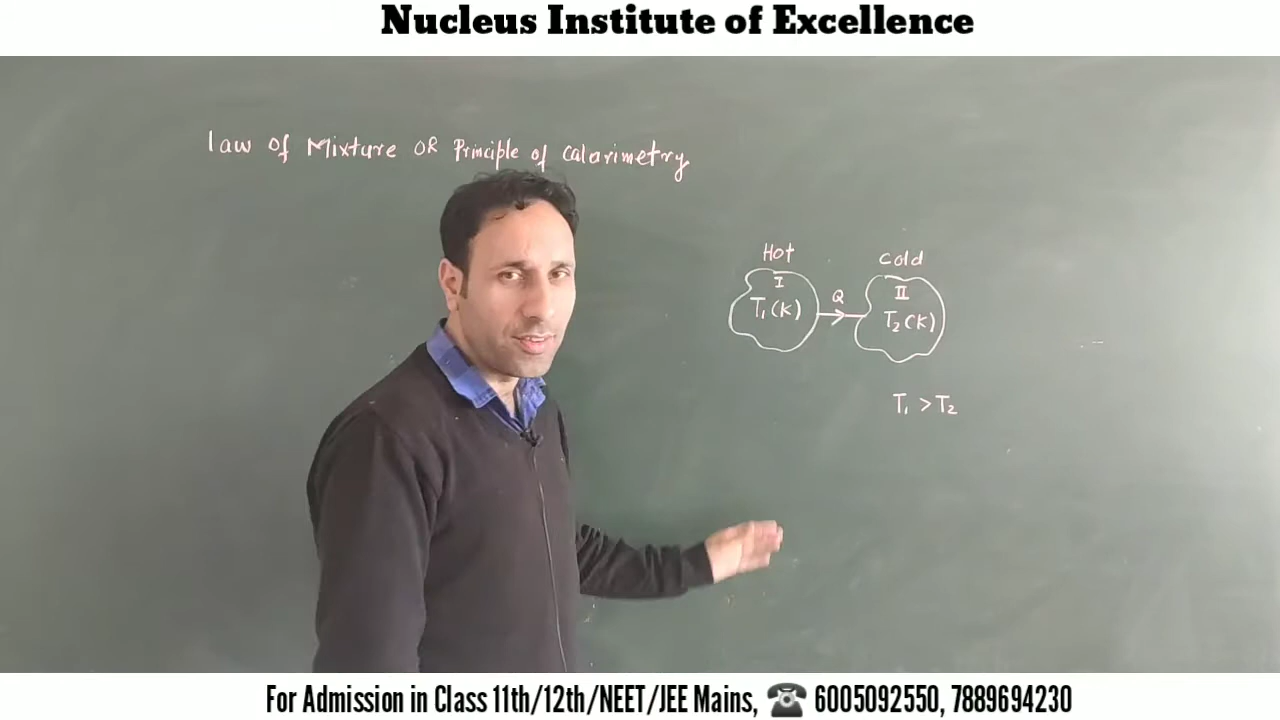 Nucleus Institute of Excellence
Law of Mixture OR Principle of Calarimetry
Hot
Cold
I
II
T₁(K)
Q
T₂(K)
T₁ > T₂
For Admission in Class 11th/12th/NEET/JEE Mains, ☎ 6005092550, 7889694230